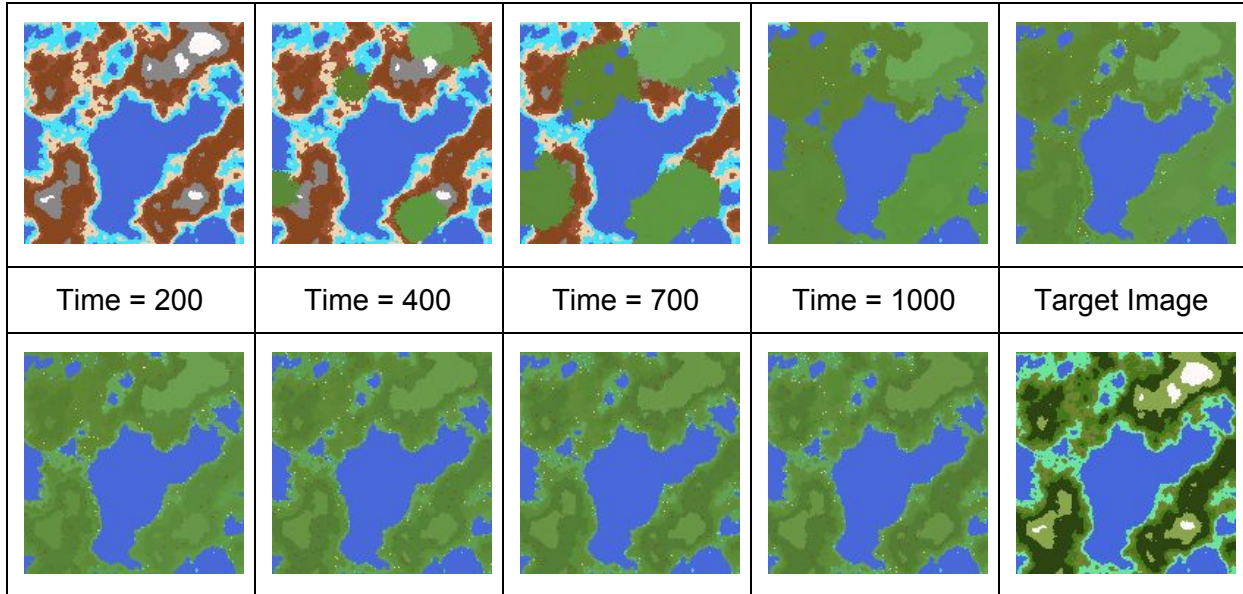 Time = 200
Time = 400
Time = 700
Time = 1000
Target Image